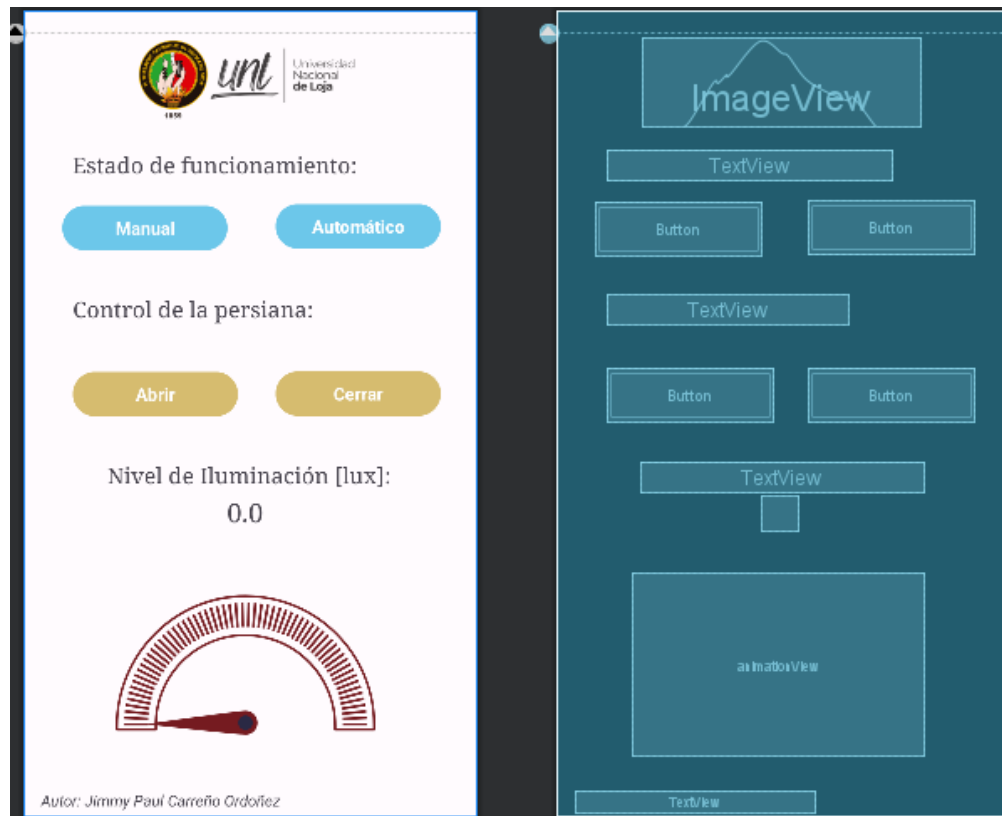 unl
Universidad
Nacional
de Loja
1859
Estado de funcionamiento:
Manual
Automático
Control de la persiana:
Abrir
Cerrar
Nivel de Iluminación [lux]:
0.0
Autor: Jimmy Paul Carreño Ordoñez
ImageView
TextView
Button
Button
TextView
Button
Button
TextView
animationView
TextView